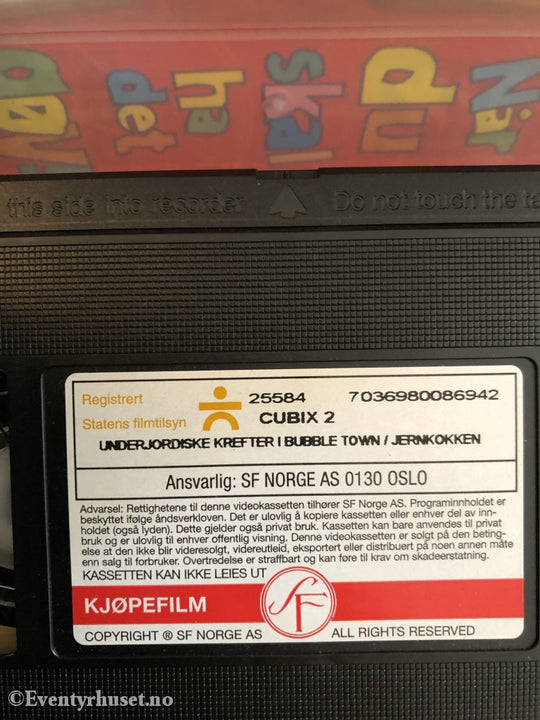 Når
du
skal
ha
det
gøy
this side into recorder
Do not touch the ta
Registrert
Statens filmtilsyn
25584 7036980086942
CUBIX 2
UNDERJORDISKE KREFTER I BUBBLE TOWN / JERNKOKKEN
Ansvarlig: SF NORGE AS 0130 OSLO
Advarsel: Rettighetene til denne videokassetten tilhører SF Norge AS. Programinnholdet er
beskyttet ifølge åndsverkloven. Det er ulovlig å kopiere kassetten eller enhver del av inn-
holdet (også lyden). Dette gjelder også privat bruk. Kassetten kan bare anvendes til privat
bruk og er ulovlig til enhver offentlig visning. Denne videokassetten er solgt på den beting-
else at den ikke blir videresolgt, videreutleid, eksportert eller distribuert på noen annen måte
enn salg til forbruker. Overtredelse er straffbart og kan føre til krav om skadeerstatning.
KASSETTEN KAN IKKE LEIES UT
KJØPEFILM
SF
COPYRIGHT ® SF NORGE AS ALL RIGHTS RESERVED
©Eventyrhuset.no